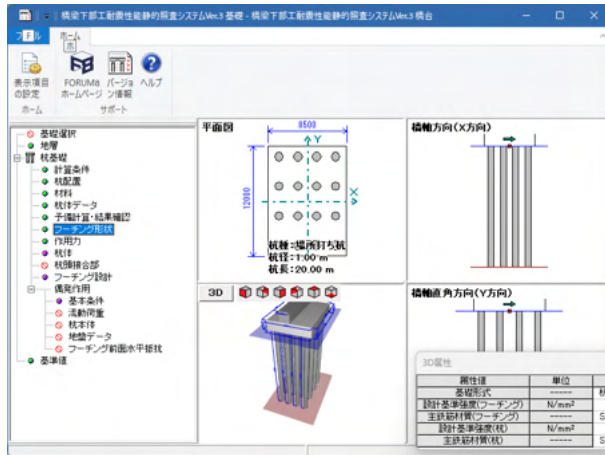 橋梁下部工耐震性能静的照査システムVer.3 基礎 - 橋梁下部工耐震性能静的照査システムVer.3 橋台
ホーム
ホ
表示項目
の設定
FORUM8
ホームページ
バージョ
ン情報
ヘルプ
ホーム
サポート
基礎選択
地層
杭基礎
計算条件
杭配置
材料
杭体データ
予備計算・結果確認
フーチング形状
作用力
杭体
杭頭接合部
フーチング設計
偶発作用
基本条件
流動荷重
杭本体
地盤データ
フーチング前面水平抵抗
基準値
平面図
8500
Y
12000
X
杭種:場所打ち杭
杭径:1.00 m
杭長:20.00 m
橋軸方向(X方向)
3D
橋軸直角方向(Y方向)
3D属性
属性値 単位
基礎形式 -----
設計基準強度(フーチング) N/mm²
主鉄筋材質(フーチング) ----- S
設計基準強度(杭) N/mm²
主鉄筋材質(杭) ----- S